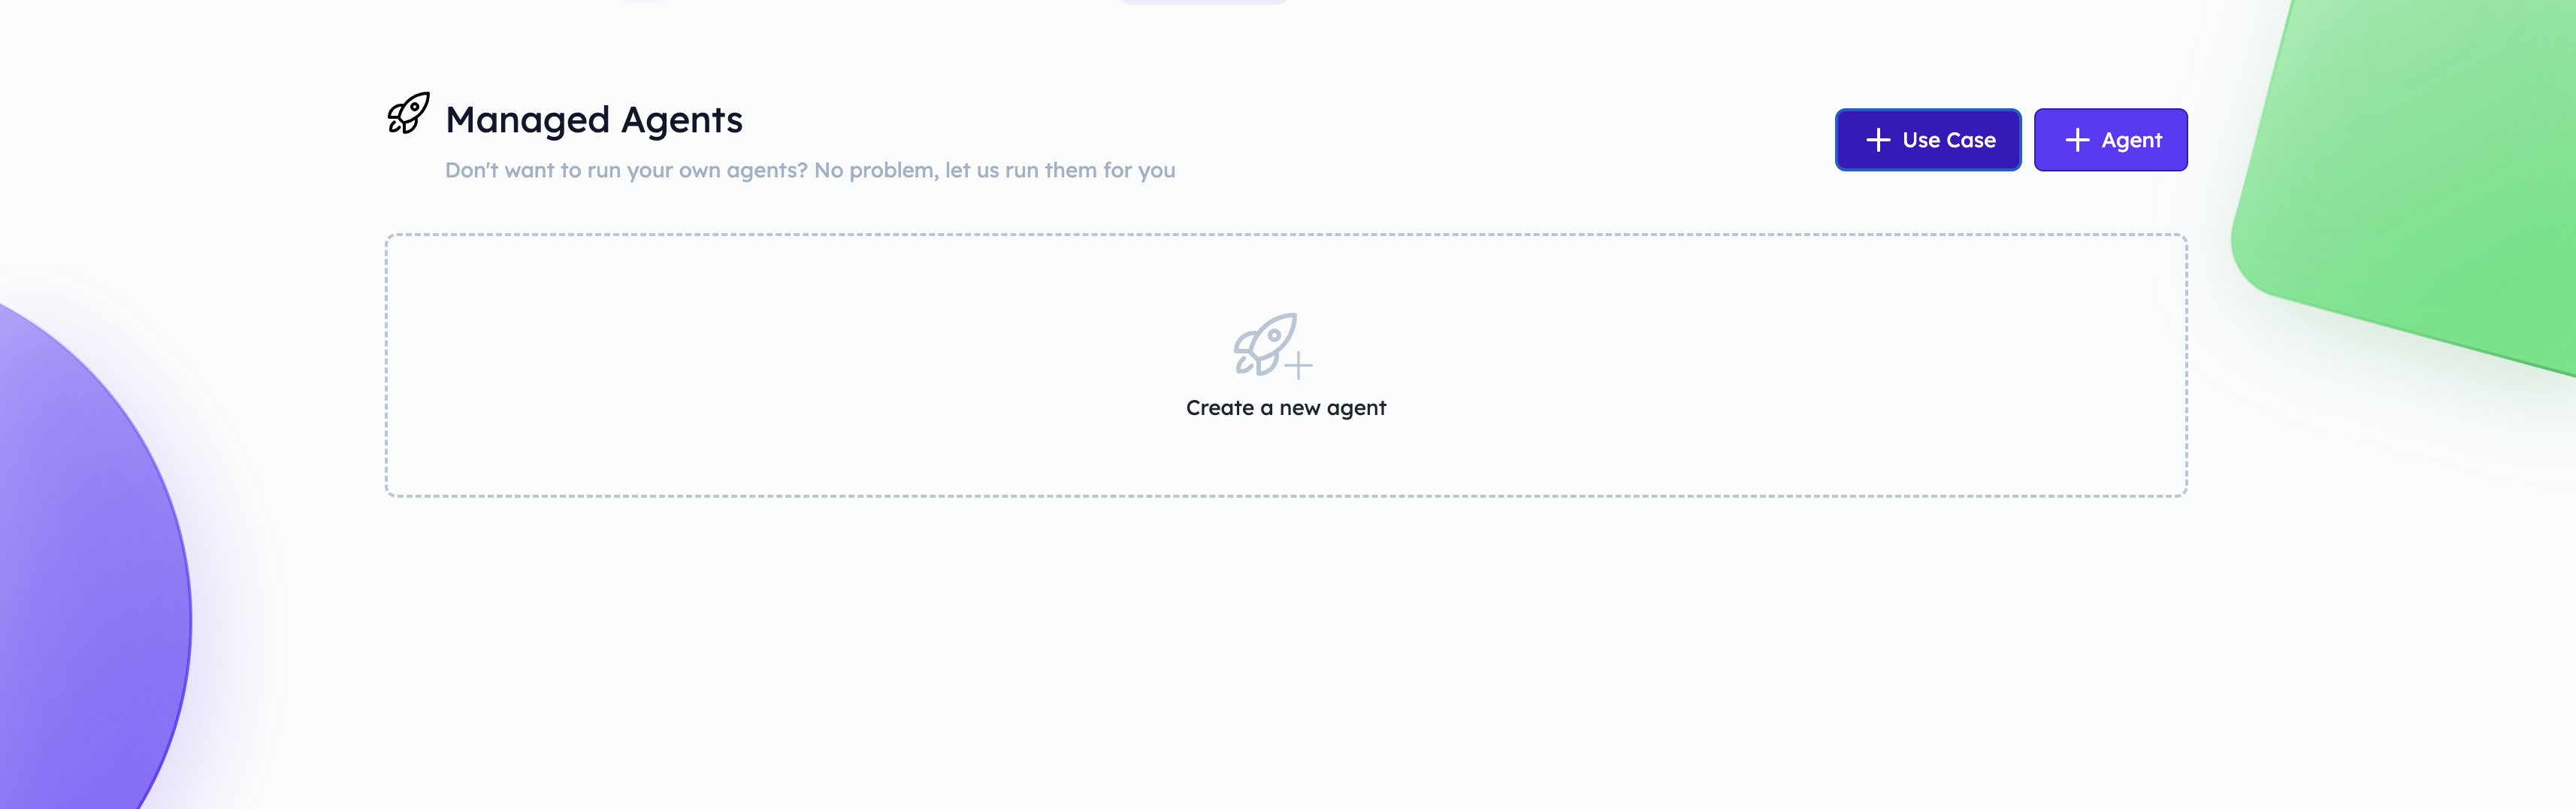 Managed Agents
Don't want to run your own agents? No problem, let us run them for you
Use Case
Agent
Create a new agent